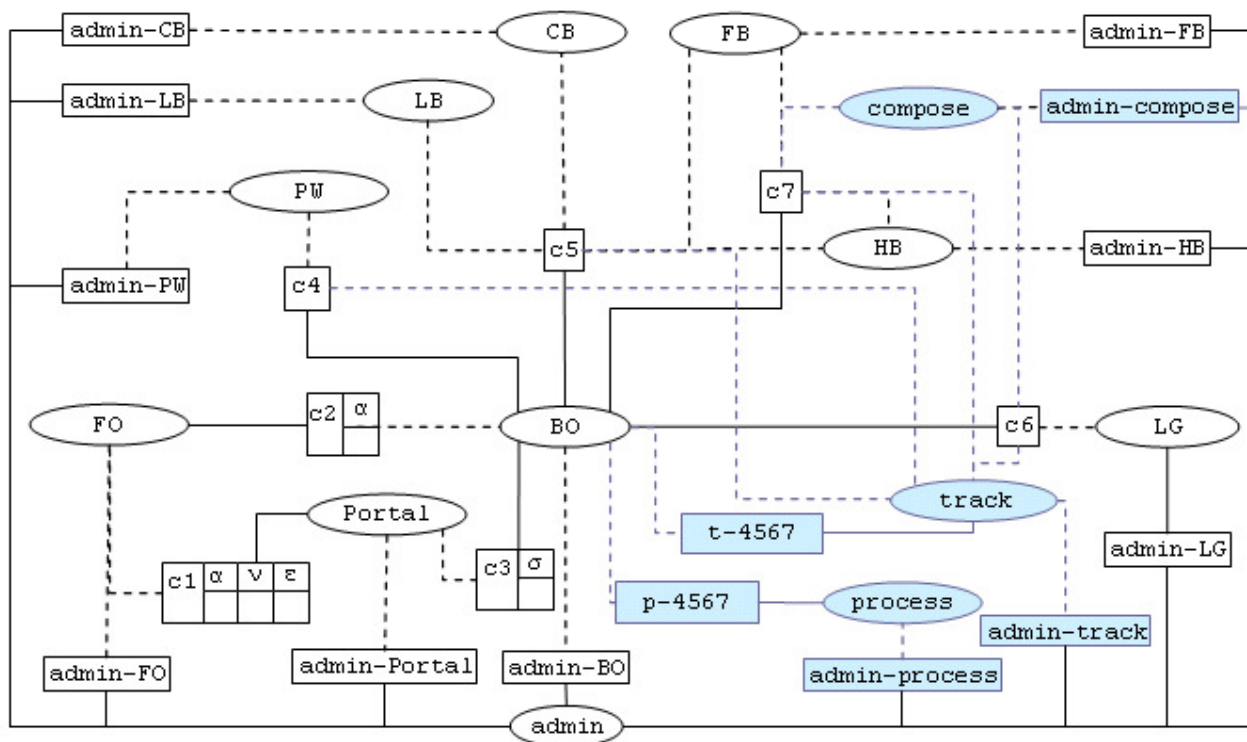 admin-CB
CB
FB
admin-FB
admin-LB
LB
compose
admin-compose
PW
c7
admin-PW
c5
HB
admin-HB
c4
FO
c2 α
BO
c6
LG
Portal
track
t-4567
admin-LG
c1 α ν ε
c3 σ
p-4567
process
admin-track
admin-FO
admin-Portal
admin-BO
admin-process
admin